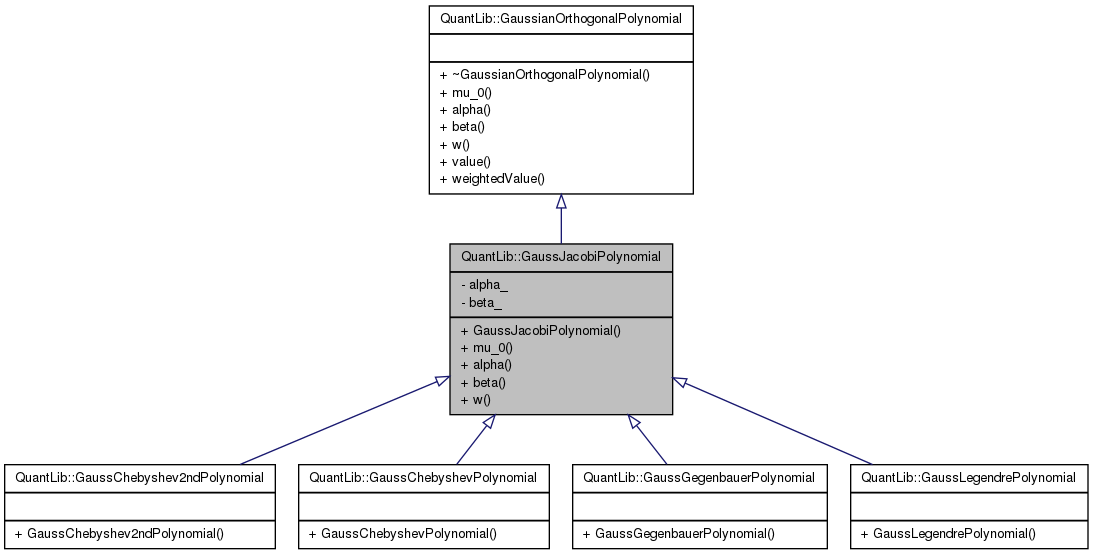 QuantLib::GaussianOrthogonalPolynomial
+ ~GaussianOrthogonalPolynomial()
+ mu_0()
+ alpha()
+ beta()
+ w()
+ value()
+ weightedValue()
QuantLib::GaussJacobiPolynomial
- alpha_
- beta_
+ GaussJacobiPolynomial()
+ mu_0()
+ alpha()
+ beta()
+ w()
QuantLib::GaussChebyshev2ndPolynomial
+ GaussChebyshev2ndPolynomial()
QuantLib::GaussChebyshevPolynomial
+ GaussChebyshevPolynomial()
QuantLib::GaussGegenbauerPolynomial
+ GaussGegenbauerPolynomial()
QuantLib::GaussLegendrePolynomial
+ GaussLegendrePolynomial()